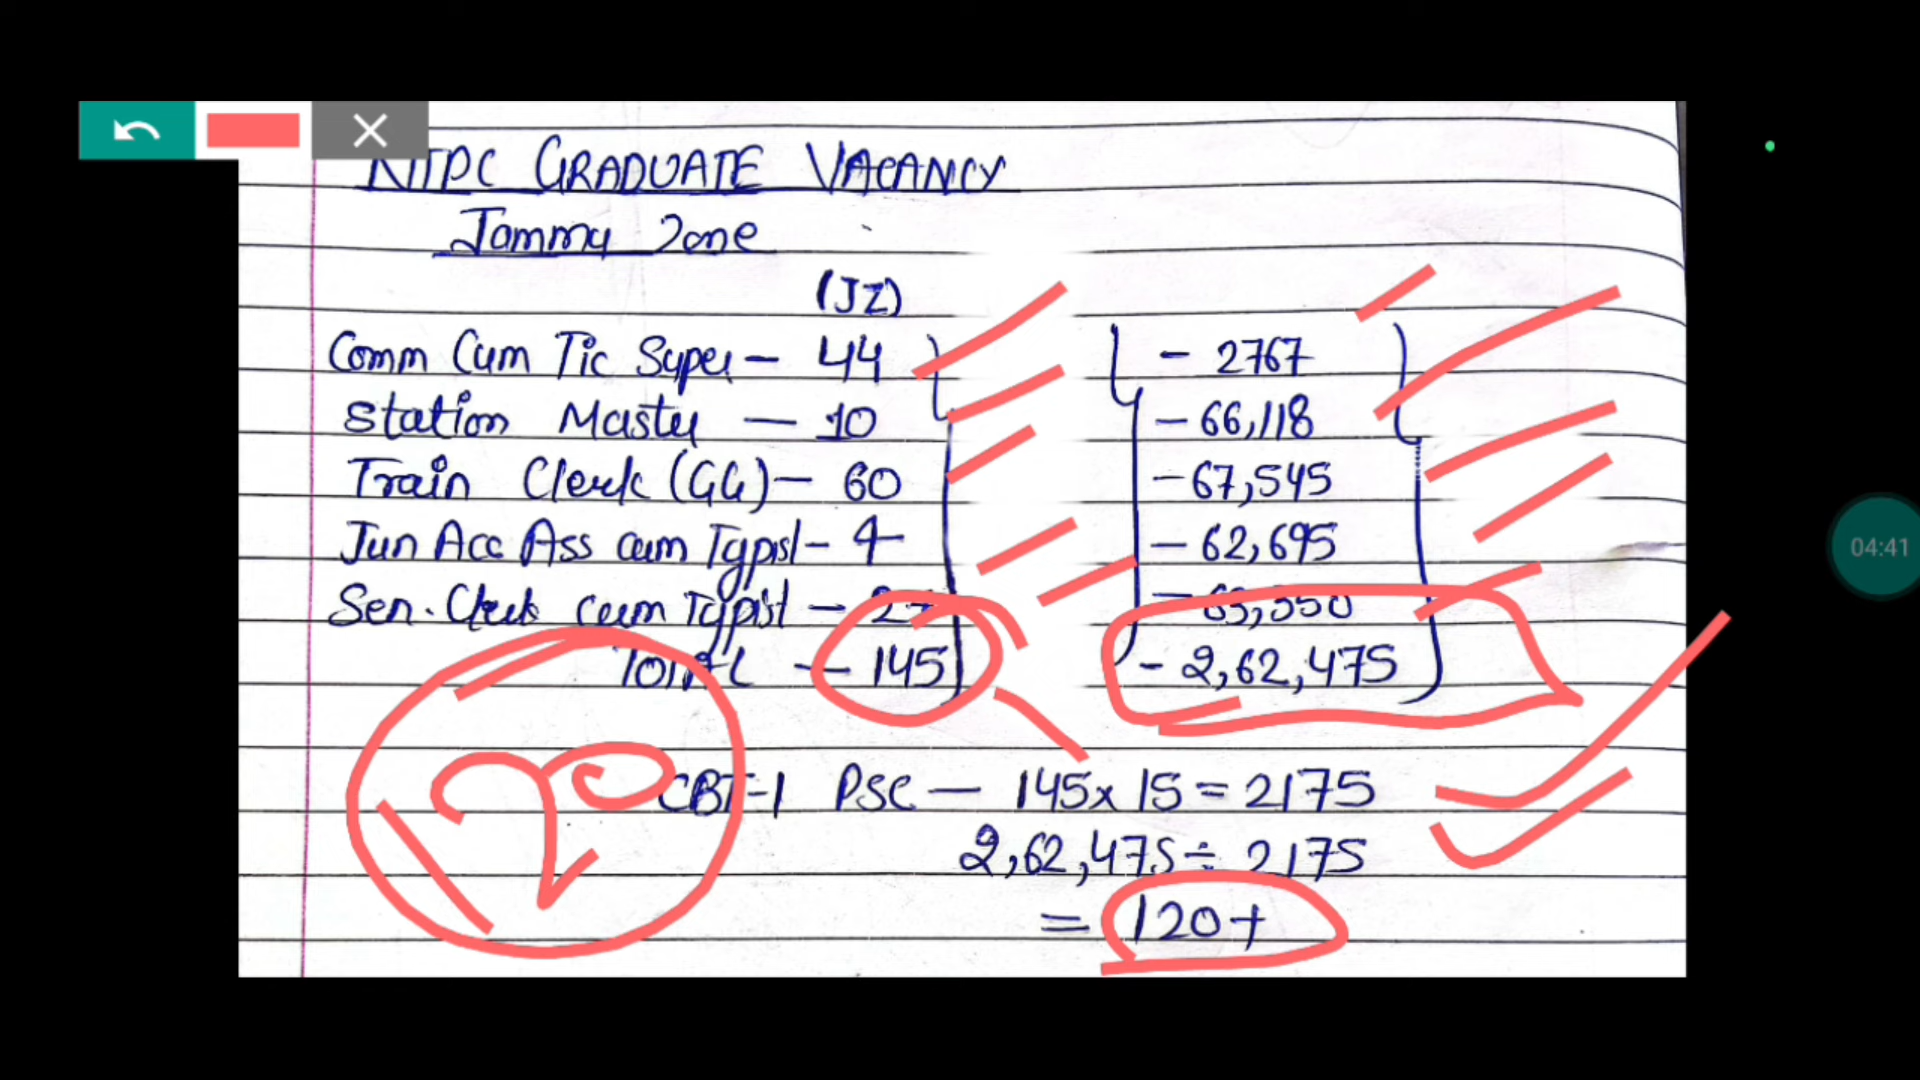 NTPC GRADUATE VACANCY
Jammu Zone
(JZ)
Comm Cum Tic Super - 44 - 2767
Station Master - 10 - 66,118
Train Clerk (GG) - 60 - 67,545
Jun Acc Ass cum Typist - 4 - 62,695
Sen. Clerk cum Typist - 27
TOTAL - 145 - 2,62,475
CBT-1 PSC - 145x15 = 2175
2,62,475 ÷ 2175
= 120+
120
04:41